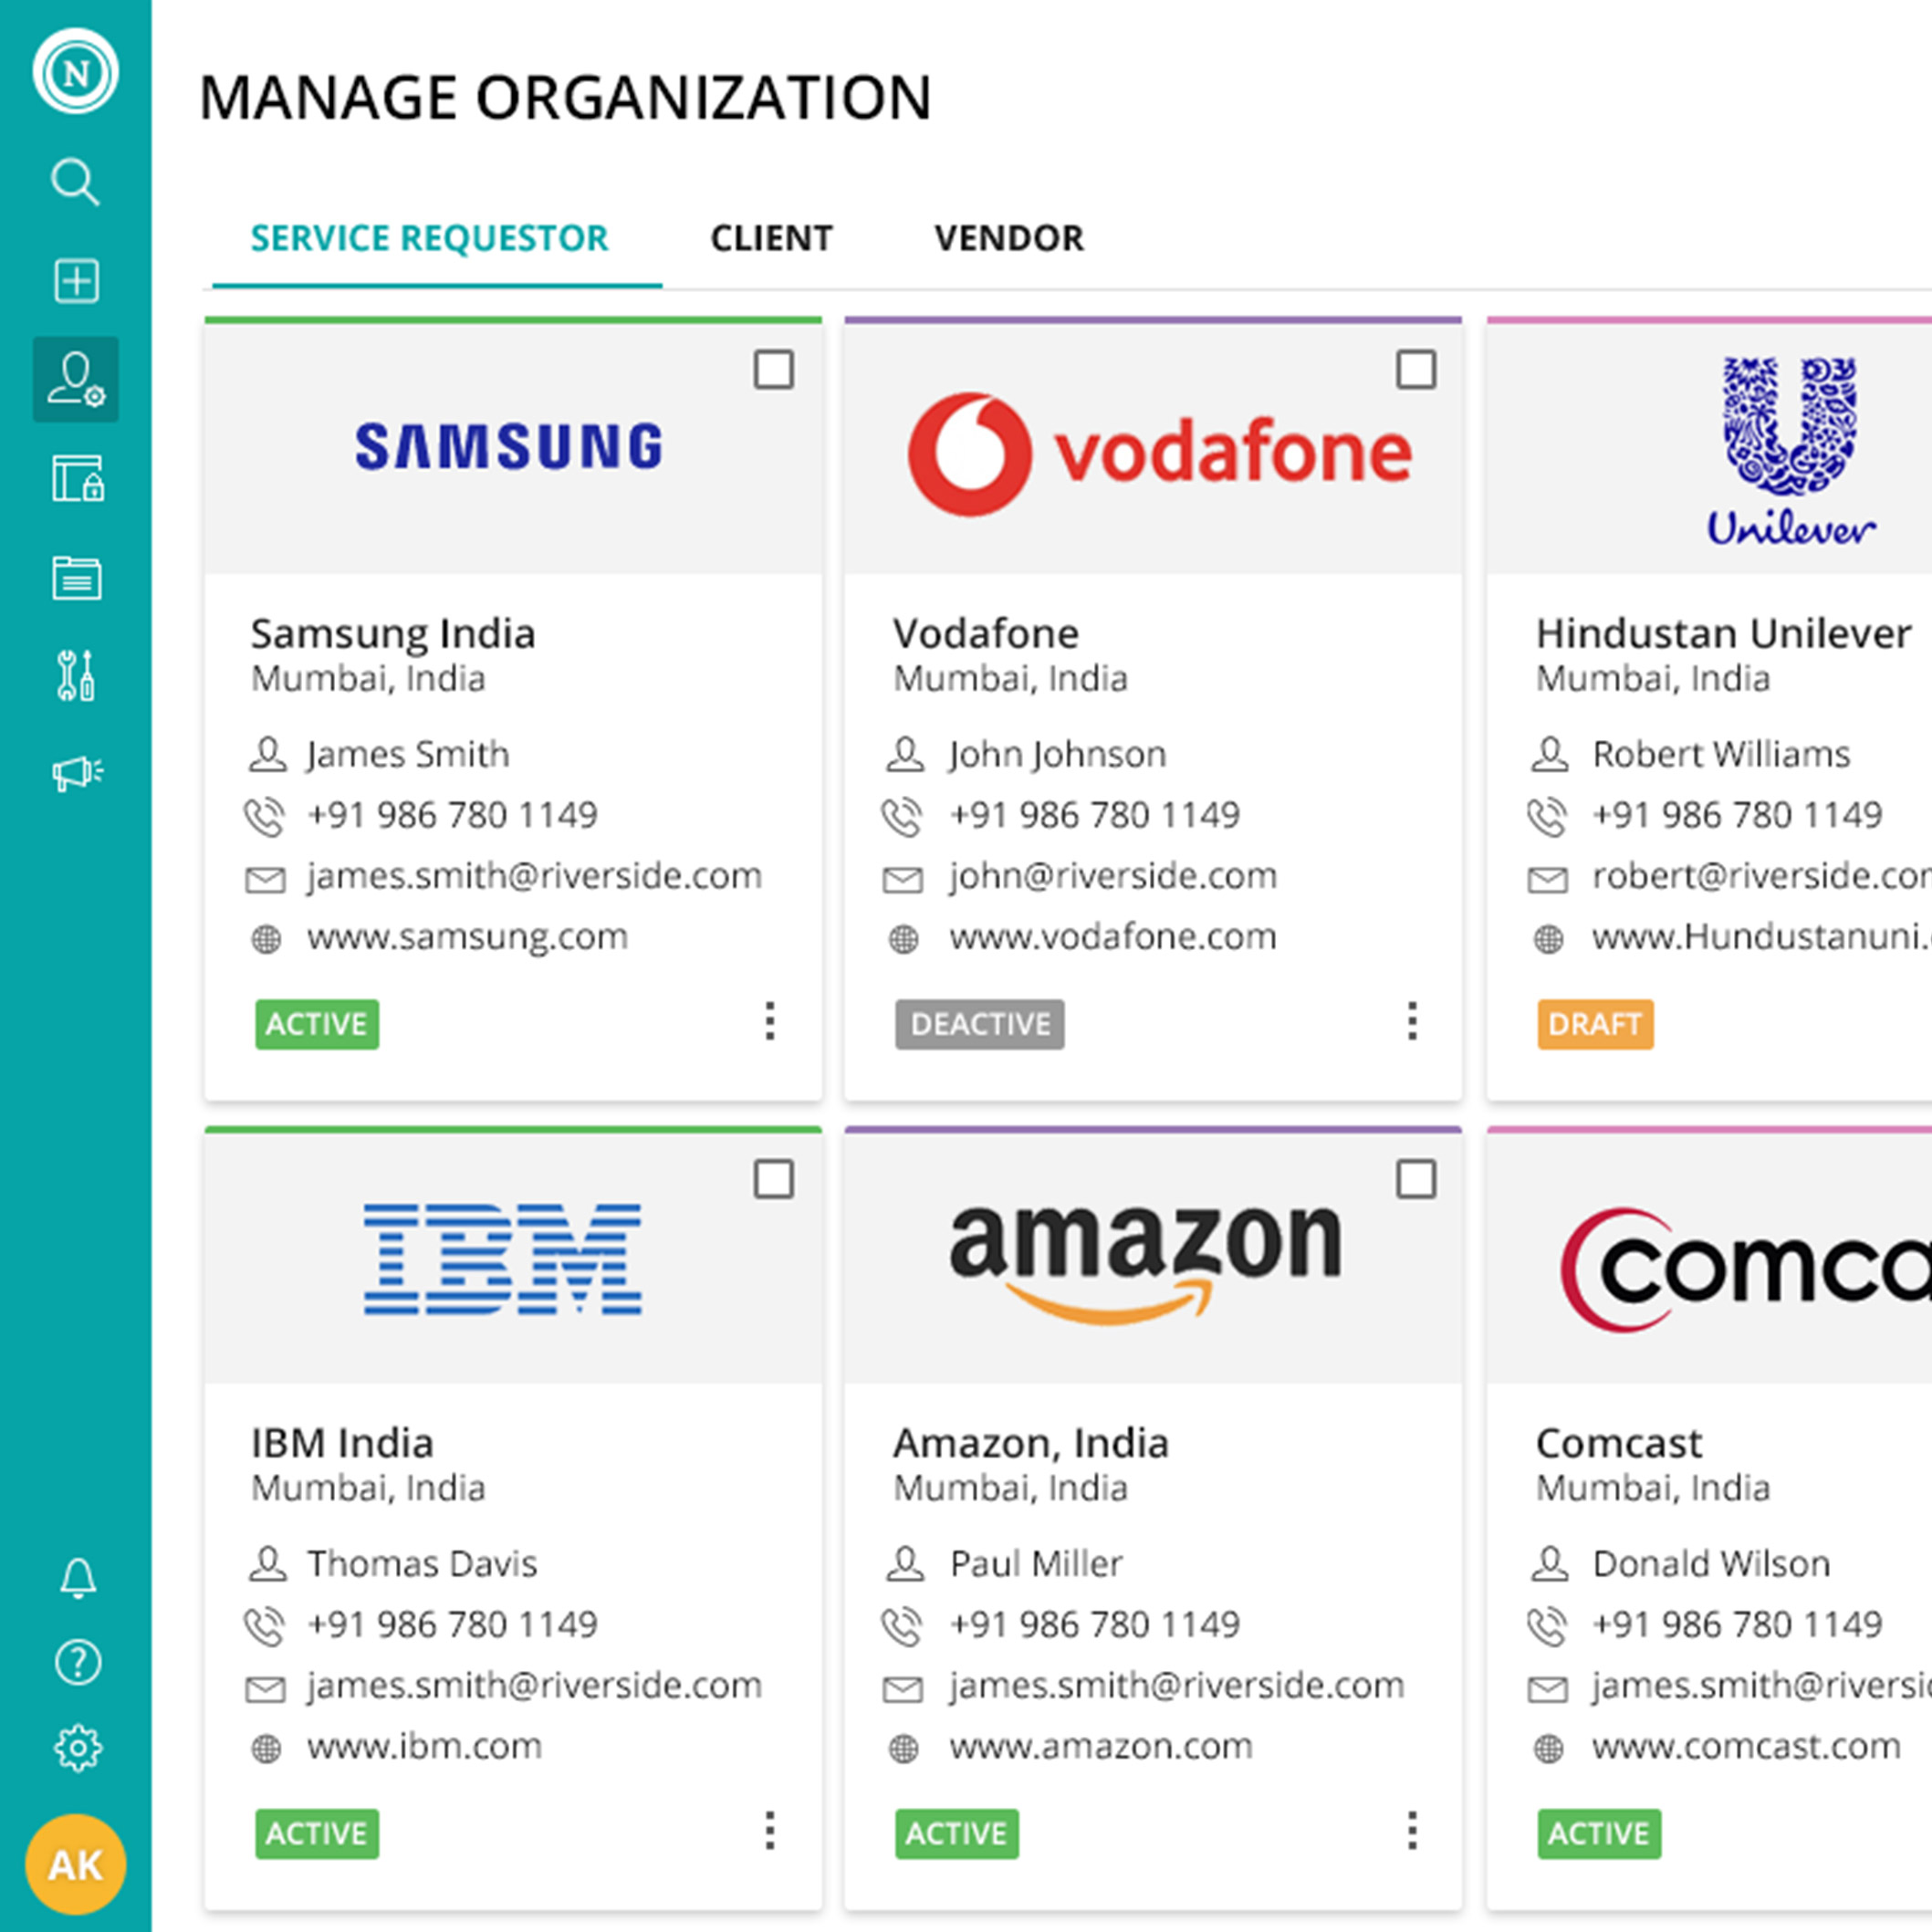 N
MANAGE ORGANIZATION
SERVICE REQUESTOR CLIENT VENDOR
SAMSUNG
Samsung India
Mumbai, India
James Smith
+91 986 780 1149
james.smith@riverside.com
www.samsung.com
ACTIVE
vodafone
Vodafone
Mumbai, India
John Johnson
+91 986 780 1149
john@riverside.com
www.vodafone.com
DEACTIVE
Unilever
Hindustan Unilever
Mumbai, India
Robert Williams
+91 986 780 1149
robert@riverside.co
www.Hundustanuni.
DRAFT
IBM
IBM India
Mumbai, India
Thomas Davis
+91 986 780 1149
james.smith@riverside.com
www.ibm.com
ACTIVE
amazon
Amazon, India
Mumbai, India
Paul Miller
+91 986 780 1149
james.smith@riverside.com
www.amazon.com
ACTIVE
comca
Comcast
Mumbai, India
Donald Wilson
+91 986 780 1149
james.smith@riversi
www.comcast.com
ACTIVE
AK